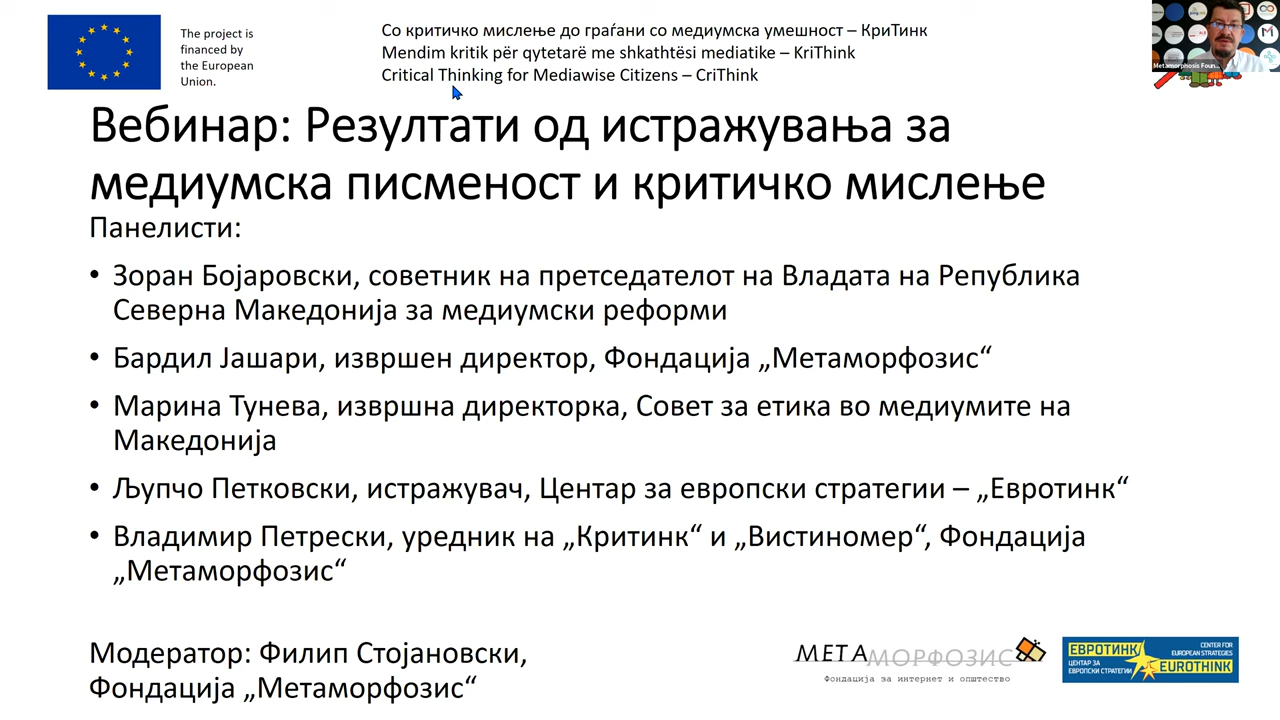 The project is
financed by
the European
Union.
Со критичко мислење до граѓани со медиумска умешност – КриТинк
Mendim kritik për qytetarë me shkathtësi mediatike – KriThink
Critical Thinking for Mediawise Citizens – CriThink
Metamorphosis Foun...
Вебинар: Резултати од истражувања за
медиумска писменост и критичко мислење
Панелисти:
• Зоран Бојаровски, советник на претседателот на Владата на Република
Северна Македонија за медиумски реформи
• Бардил Јашари, извршен директор, Фондација „Метаморфозис“
• Марина Тунева, извршна директорка, Совет за етика во медиумите на
Македонија
• Љупчо Петковски, истражувач, Центар за европски стратегии – „Евротинк“
• Владимир Петрески, уредник на „Критинк“ и „Вистиномер“, Фондација
„Метаморфозис“
Модератор: Филип Стојановски,
Фондација „Метаморфозис“
МЕТАМОРФОЗИС
Фондација за интернет и општество
ЕВРОТИНК
ЦЕНТАР ЗА
ЕВРОПСКИ СТРАТЕГИИ
CENTER FOR
EUROPEAN STRATEGIES
EUROTHINK